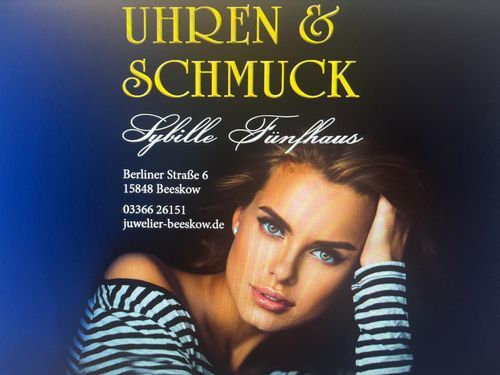 UHREN &
SCHMUCK
Sybille Fünfhaus
Berliner Straße 6
15848 Beeskow
03366 26151
juwelier-beeskow.de